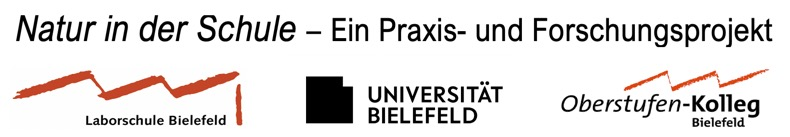 Natur in der Schule – Ein Praxis- und Forschungsprojekt
Laborschule Bielefeld
UNIVERSITÄT
BIELEFELD
Oberstufen-Kolleg
Bielefeld